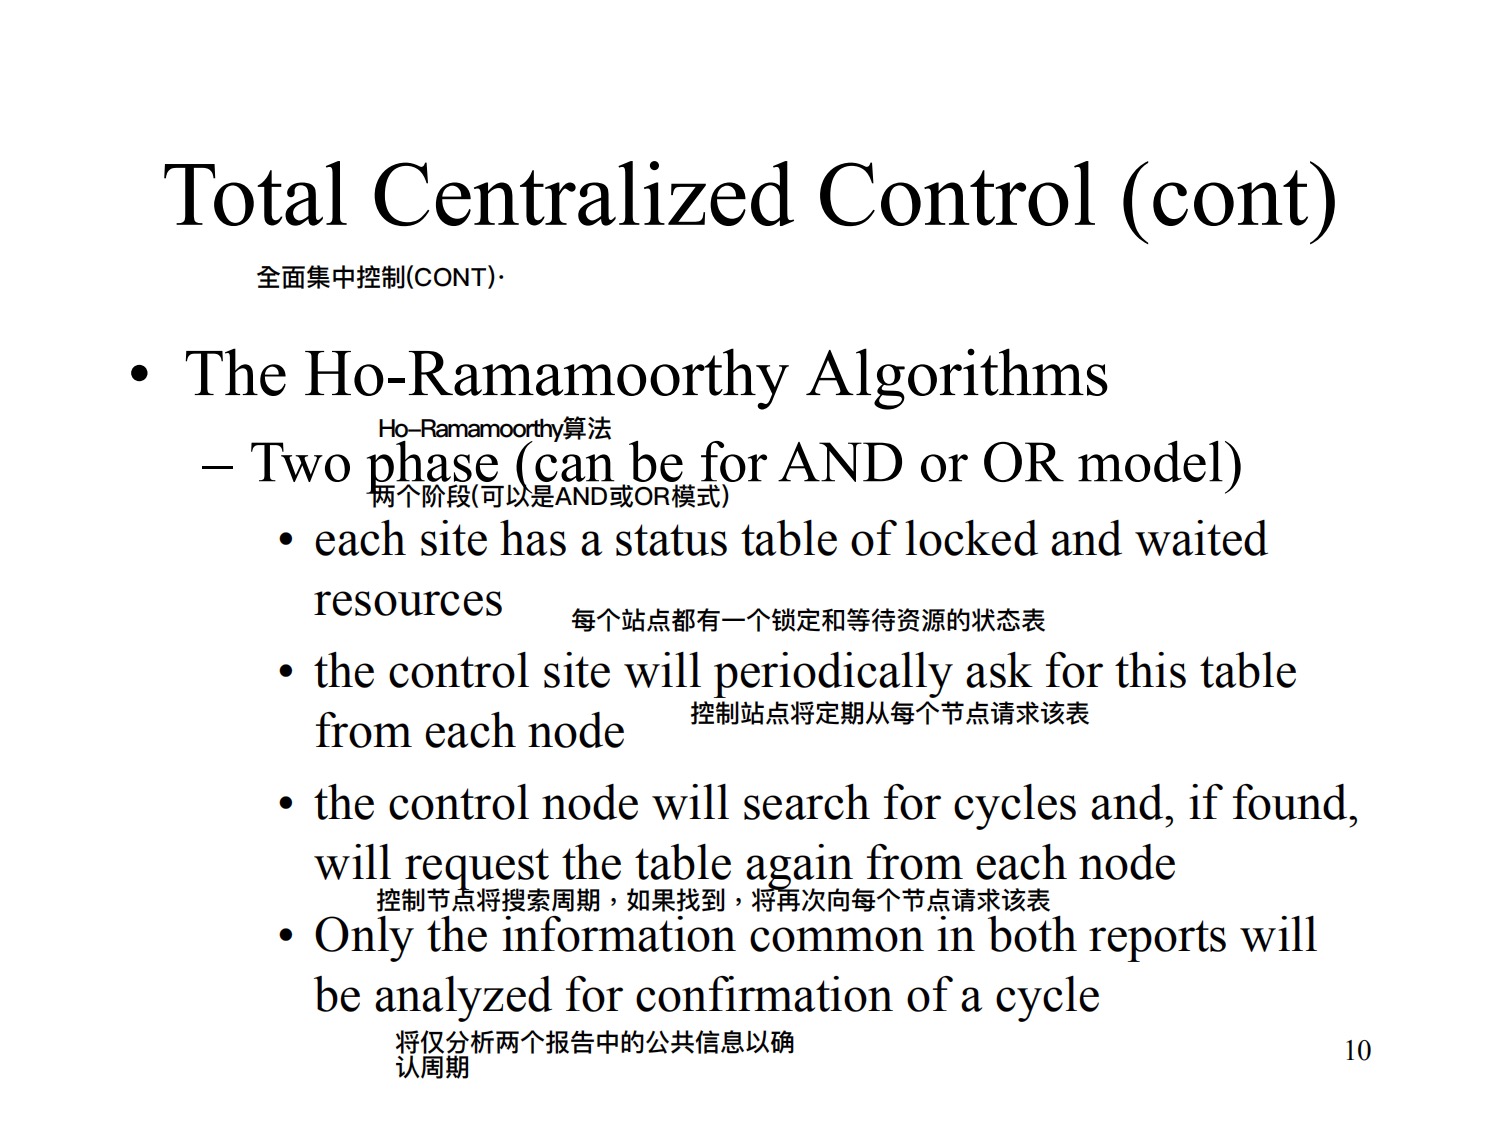 Total Centralized Control (cont)
全面集中控制(CONT)·
• The Ho-Ramamoorthy Algorithms
Ho–Ramamoorthy算法
– Two phase (can be for AND or OR model)
两个阶段(可以是AND或OR模式)
• each site has a status table of locked and waited
resources
每个站点都有一个锁定和等待资源的状态表
• the control site will periodically ask for this table
控制站点将定期从每个节点请求该表
from each node
• the control node will search for cycles and, if found,
will request the table again from each node
控制节点将搜索周期，如果找到，将再次向每个节点请求该表
• Only the information common in both reports will
be analyzed for confirmation of a cycle
将仅分析两个报告中的公共信息以确
认周期
10